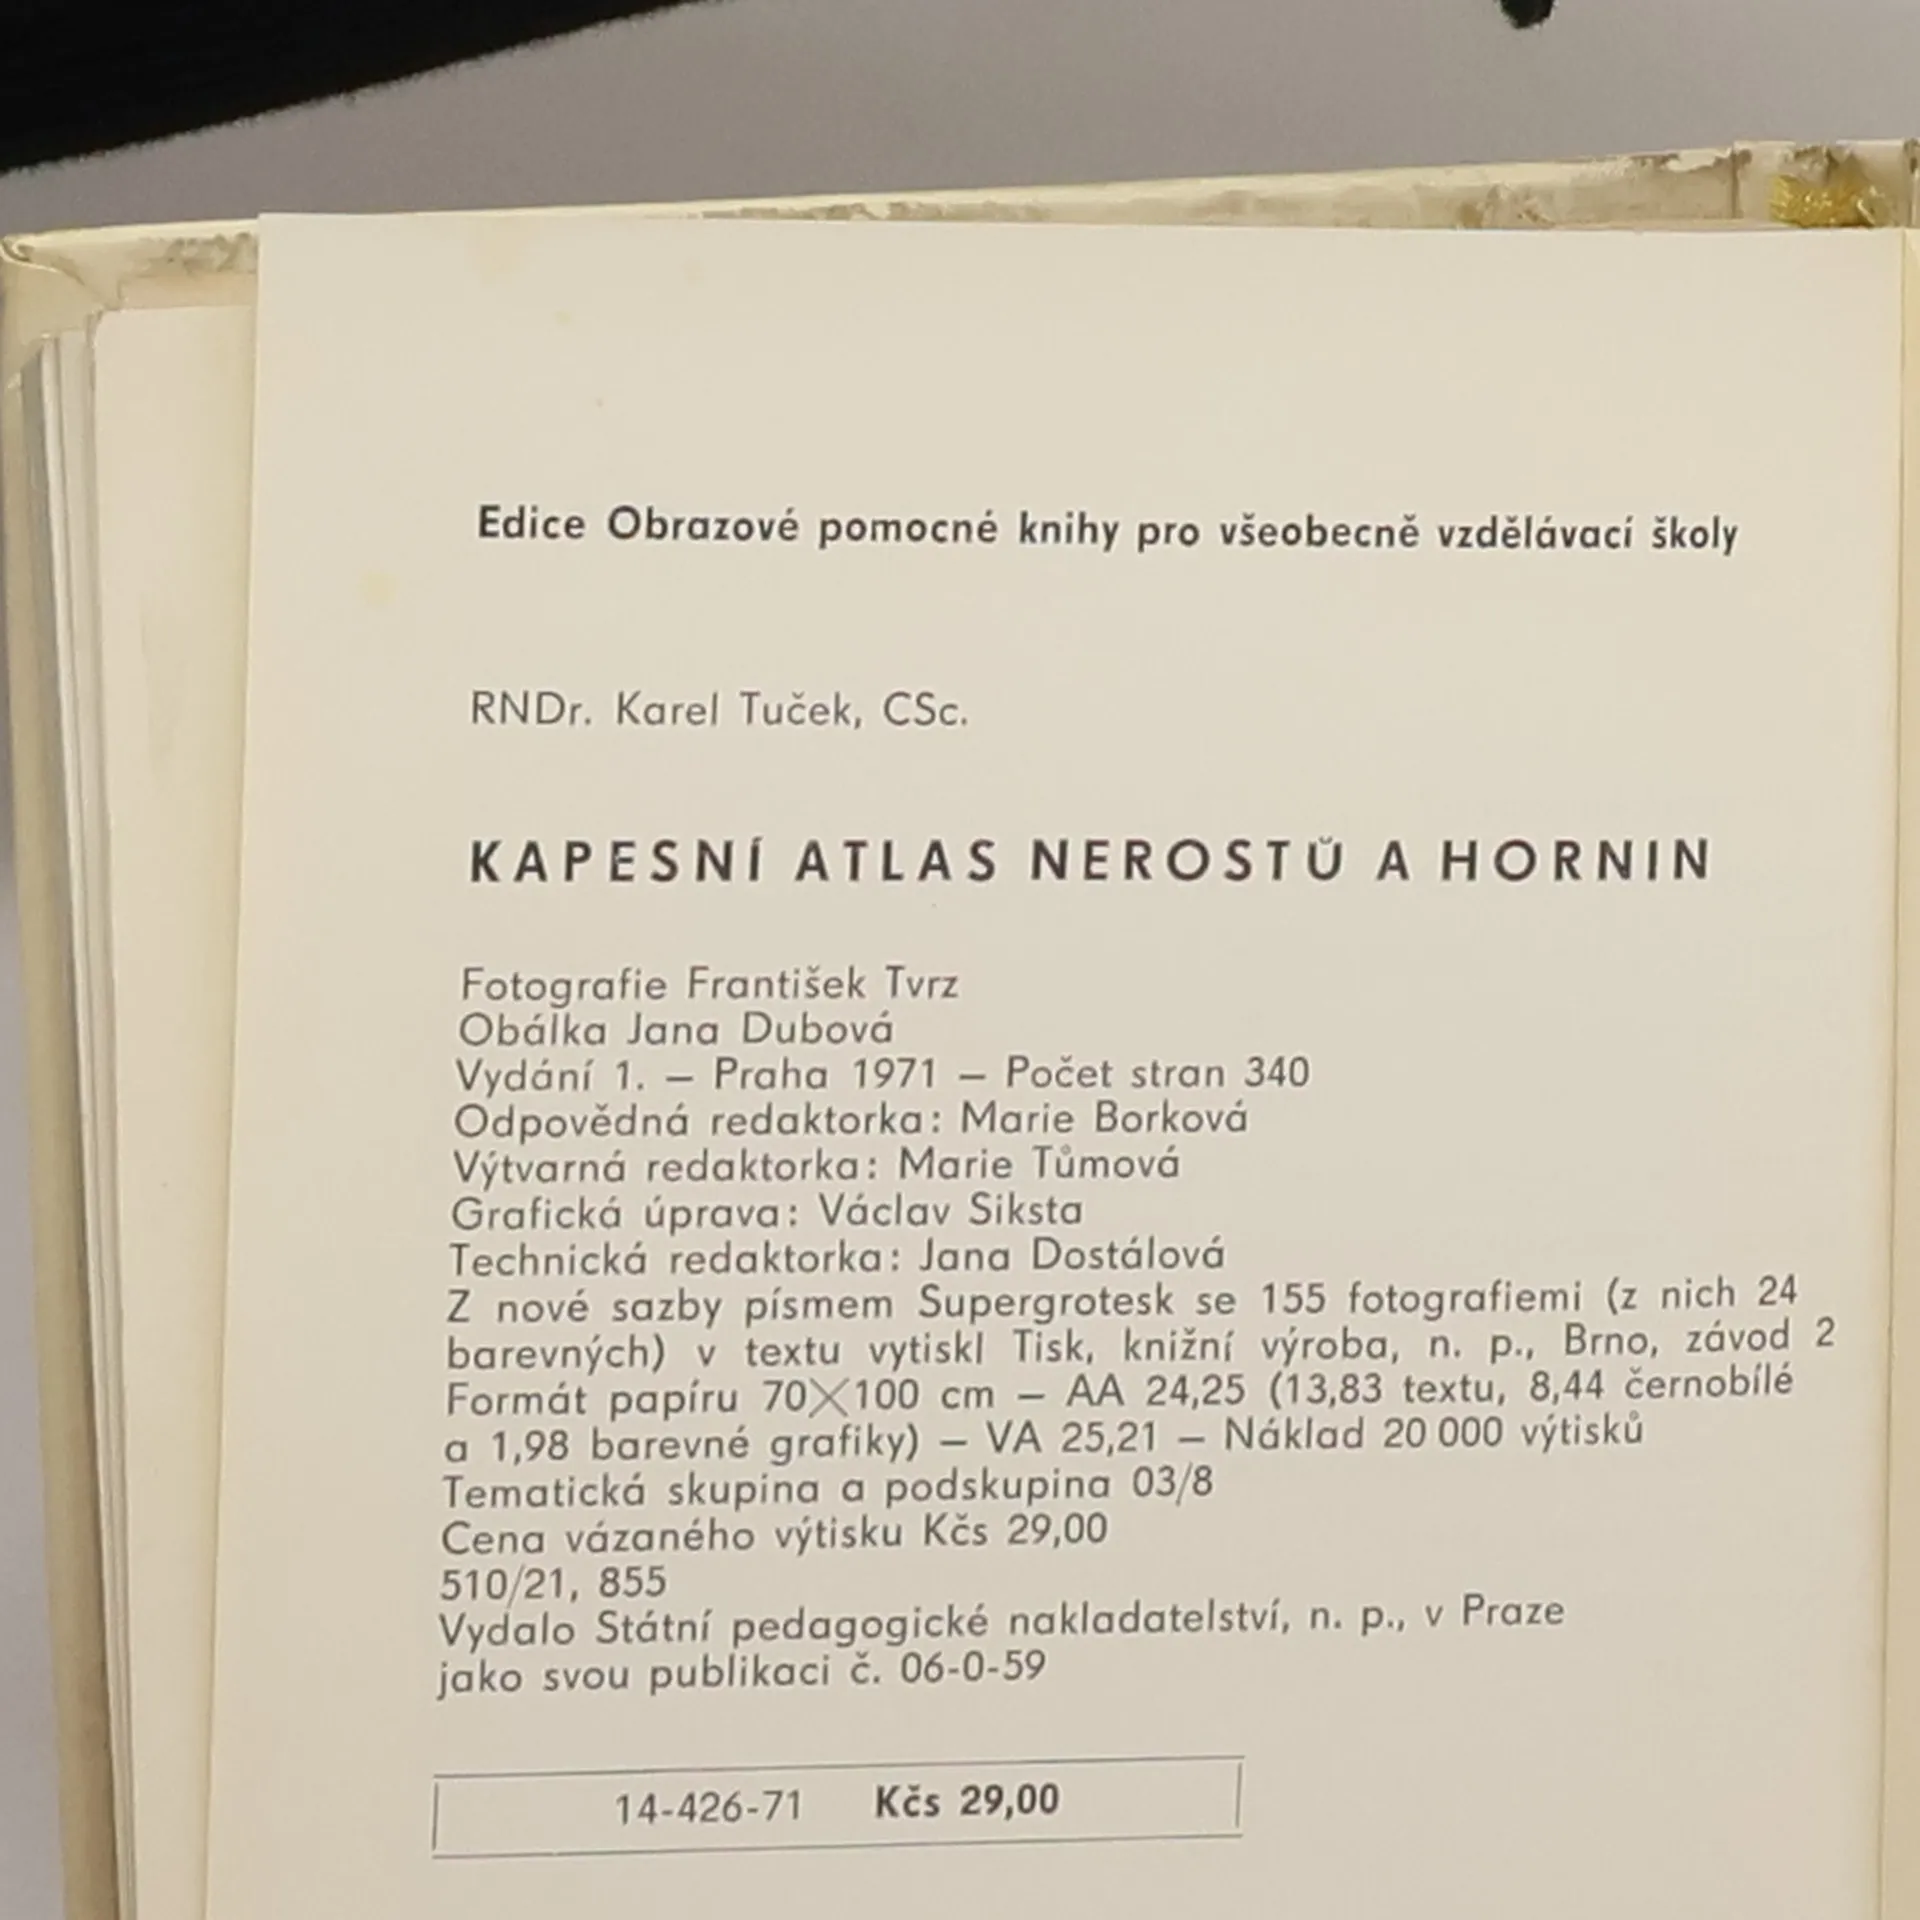 Edice Obrazové pomocné knihy pro všeobecně vzdělávací školy
RNDr. Karel Tuček, CSc.
KAPESNÍ ATLAS NEROSTŮ A HORNIN
Fotografie František Tvrz
Obálka Jana Dubová
Vydání 1. – Praha 1971 – Počet stran 340
Odpovědná redaktorka: Marie Borková
Výtvarná redaktorka: Marie Tůmová
Grafická úprava: Václav Siksta
Technická redaktorka: Jana Dostálová
Z nové sazby písmem Supergrotesk se 155 fotografiemi (z nich 24
barevných) v textu vytiskl Tisk, knižní výroba, n. p., Brno, závod 2
Formát papíru 70×100 cm – AA 24,25 (13,83 textu, 8,44 černobílé
a 1,98 barevné grafiky) – VA 25,21 – Náklad 20 000 výtisků
Tematická skupina a podskupina 03/8
Cena vázaného výtisku Kčs 29,00
510/21, 855
Vydalo Státní pedagogické nakladatelství, n. p., v Praze
jako svou publikaci č. 06-0-59
14-426-71 Kčs 29,00